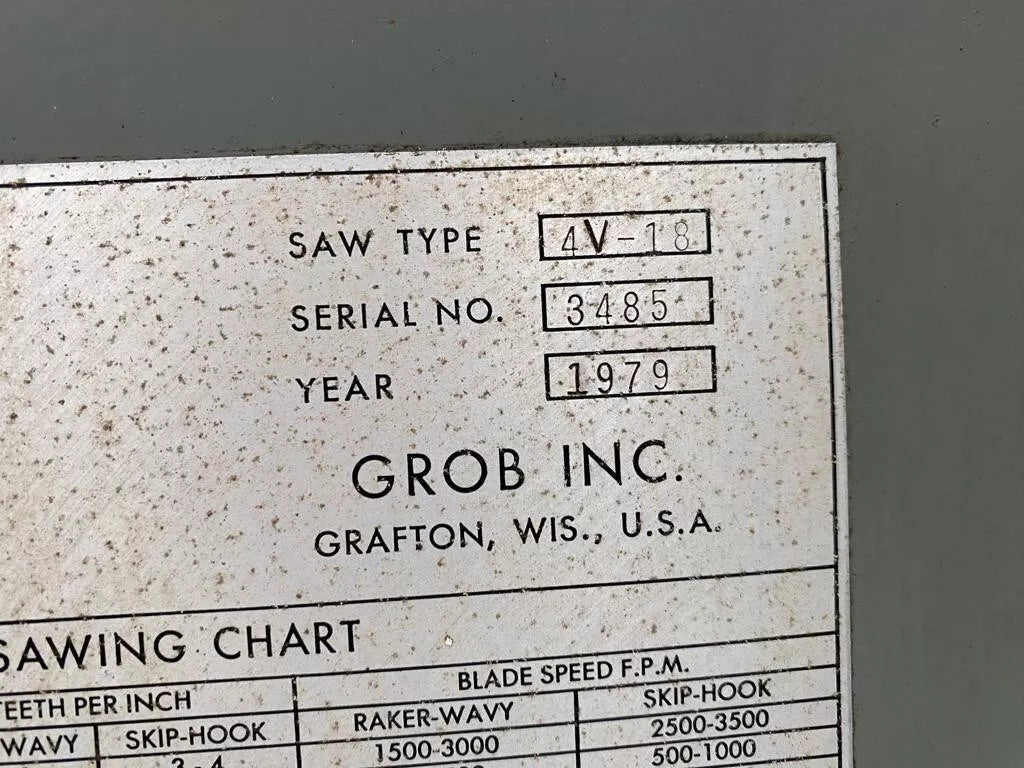 SAW TYPE 4V-18
SERIAL NO. 3485
YEAR 1979
GROB INC.
GRAFTON, WIS., U.S.A.
SAWING CHART
TEETH PER INCH BLADE SPEED F.P.M.
WAVY SKIP-HOOK RAKER-WAVY SKIP-HOOK
1500-3000 2500-3500
500-1000